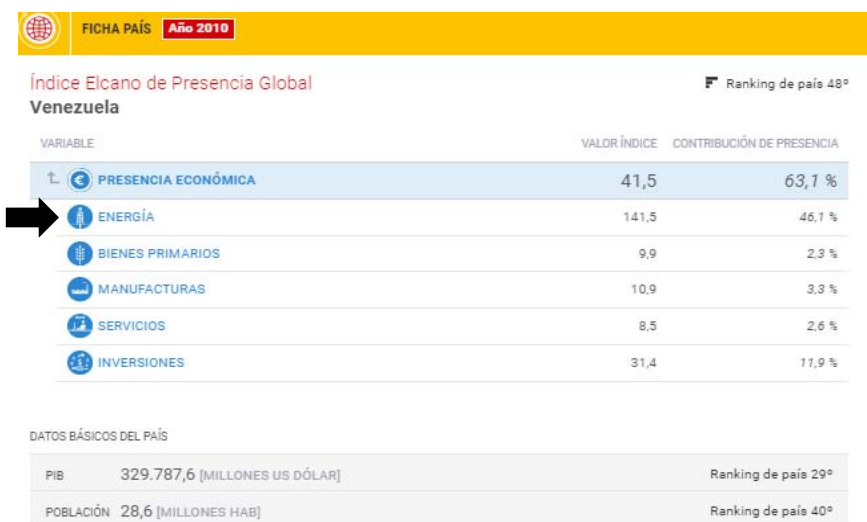 FICHA PAÍS Año 2010
Índice Elcano de Presencia Global
Ranking de país 48º
Venezuela
VARIABLE VALOR ÍNDICE CONTRIBUCIÓN DE PRESENCIA
PRESENCIA ECONÓMICA 41,5 63,1 %
ENERGÍA 141,5 46,1 %
BIENES PRIMARIOS 9,9 2,3 %
MANUFACTURAS 10,9 3,3 %
SERVICIOS 8,5 2,6 %
INVERSIONES 31,4 11,9 %
DATOS BÁSICOS DEL PAÍS
PIB 329.787,6 [MILLONES US DÓLAR] Ranking de país 29º
POBLACIÓN 28,6 [MILLONES HAB] Ranking de país 40º